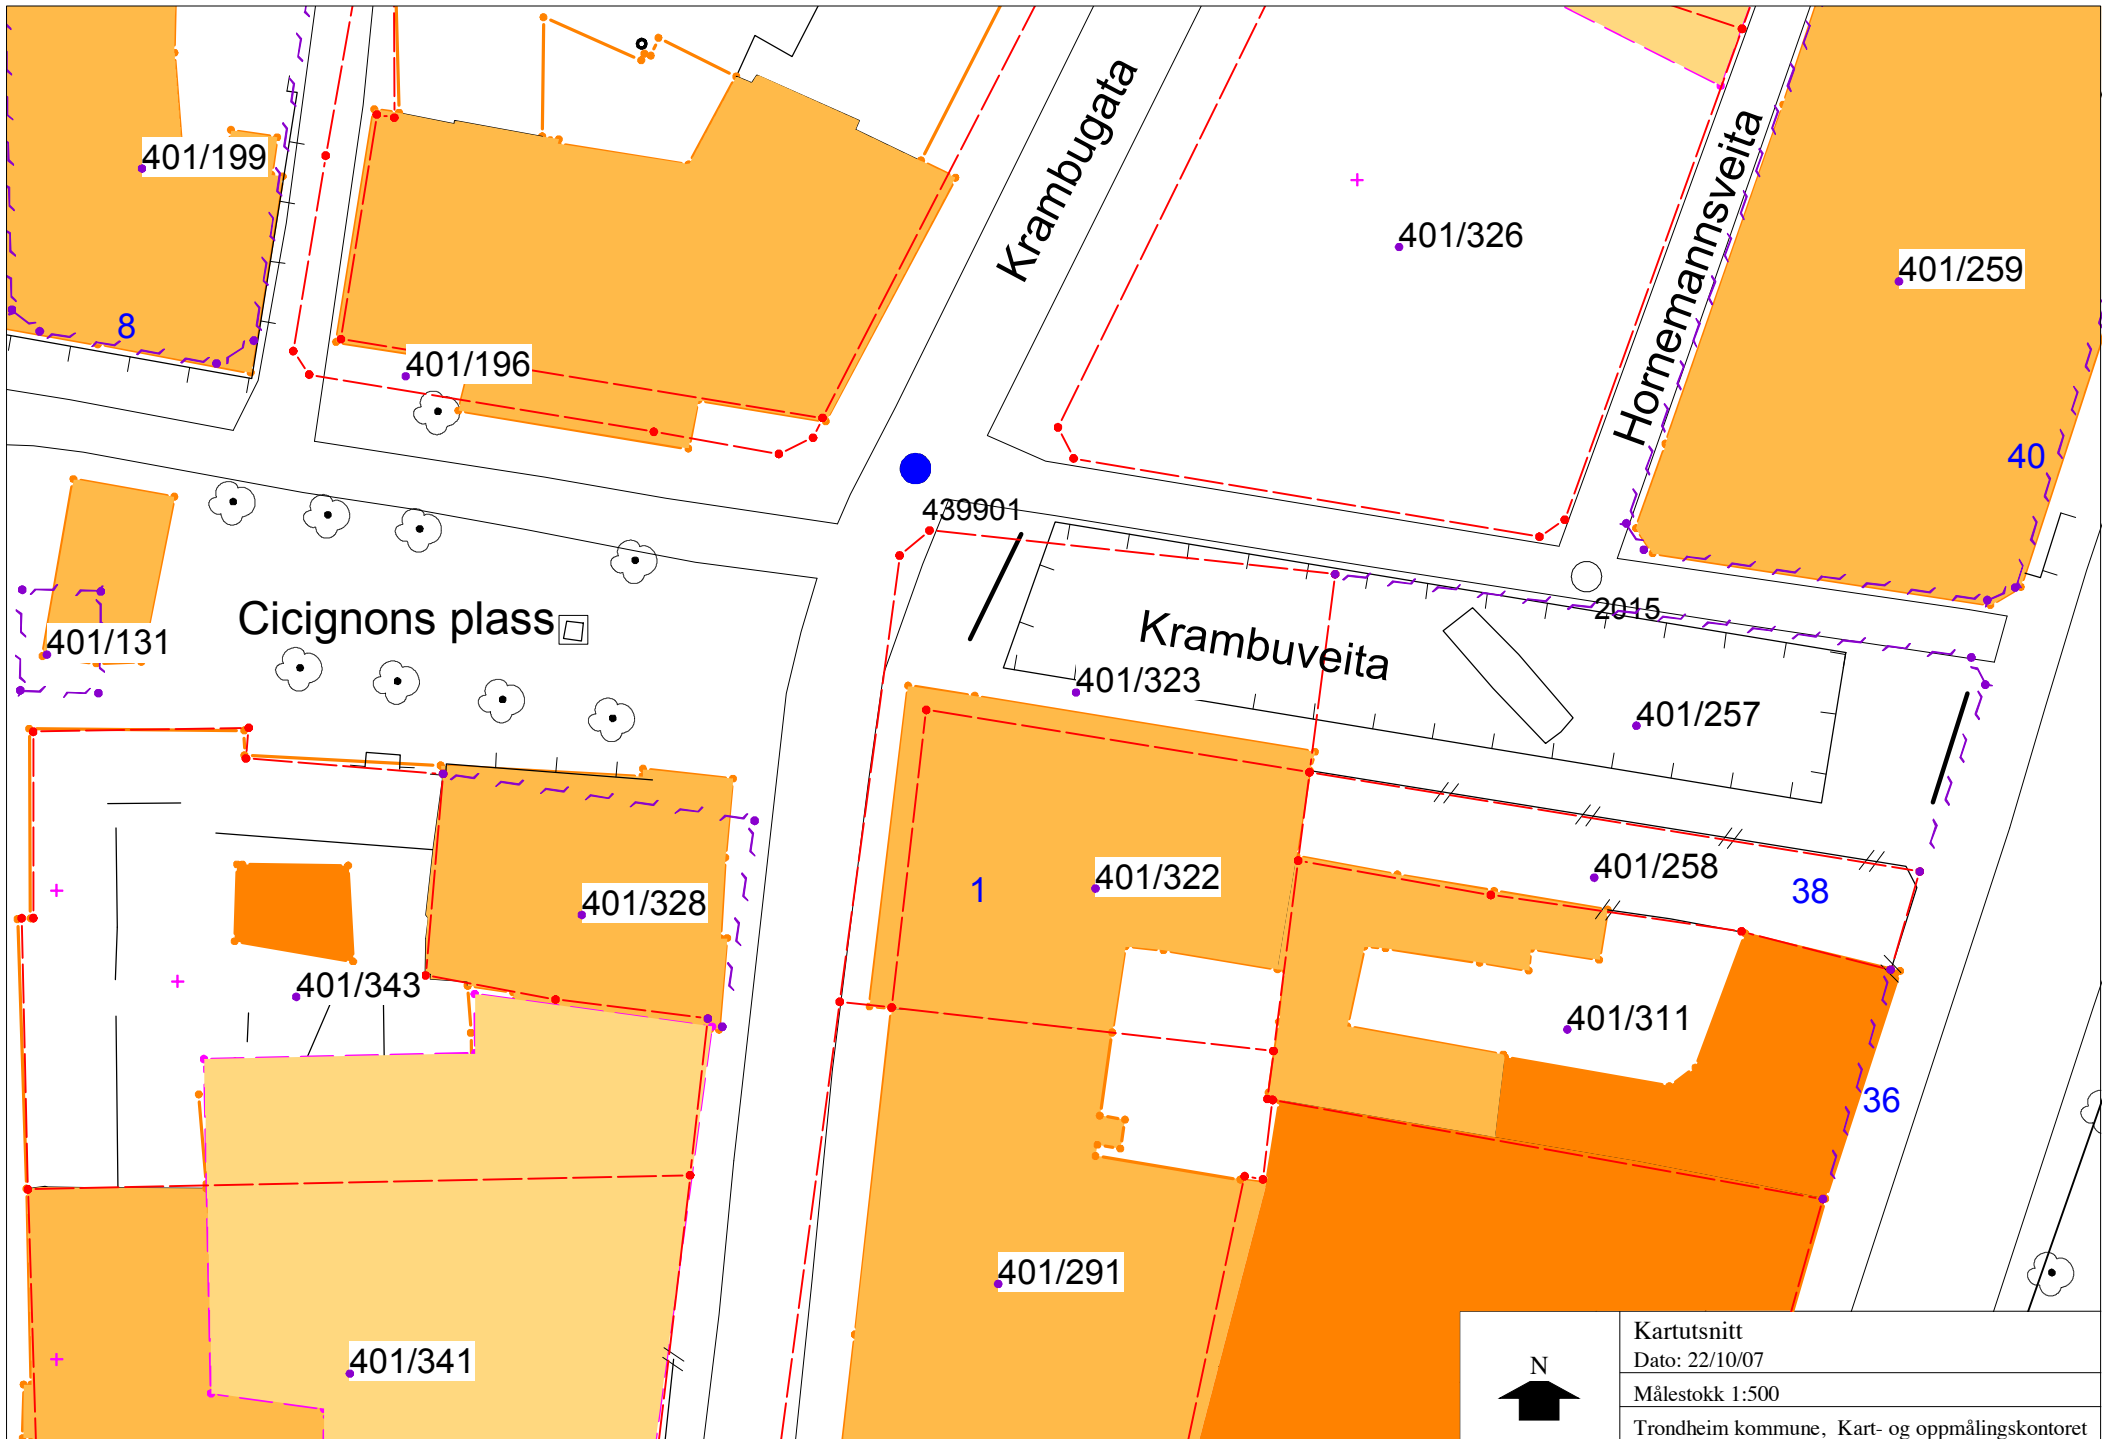 Krambugata
Hornemannsveita
401/199
401/326
401/259
8
401/196
40
439901
2015
Cicignons plass
Krambuveita
401/131
401/323
401/257
401/258
38
401/322
1
401/328
401/343
401/311
36
401/291
401/341
N
Kartutsnitt
Dato: 22/10/07
Målestokk 1:500
Trondheim kommune, Kart- og oppmålingskontoret